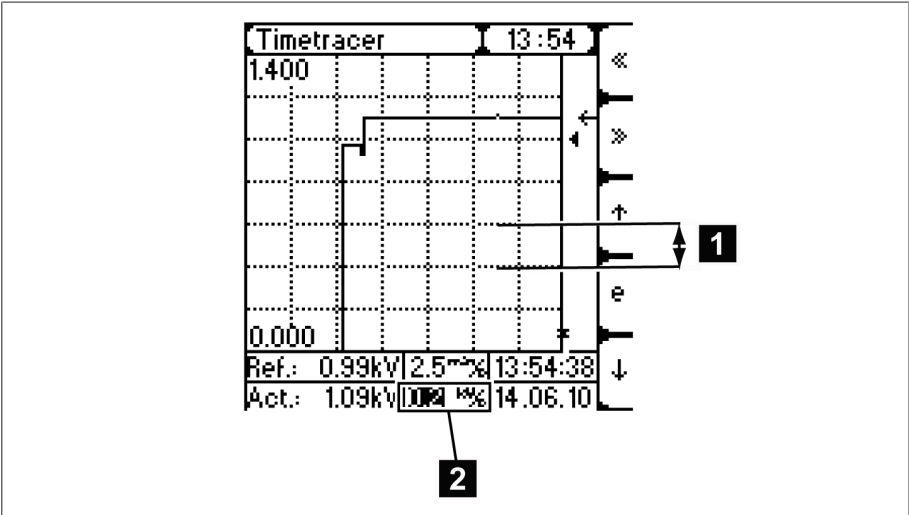 Timetracer 13:54
«
1.400
»
↑
1
e
0.000
Ref.: 0.99kV 2.5 % 13:54:38
↓
Act.: 1.09kV % 14.06.10
2